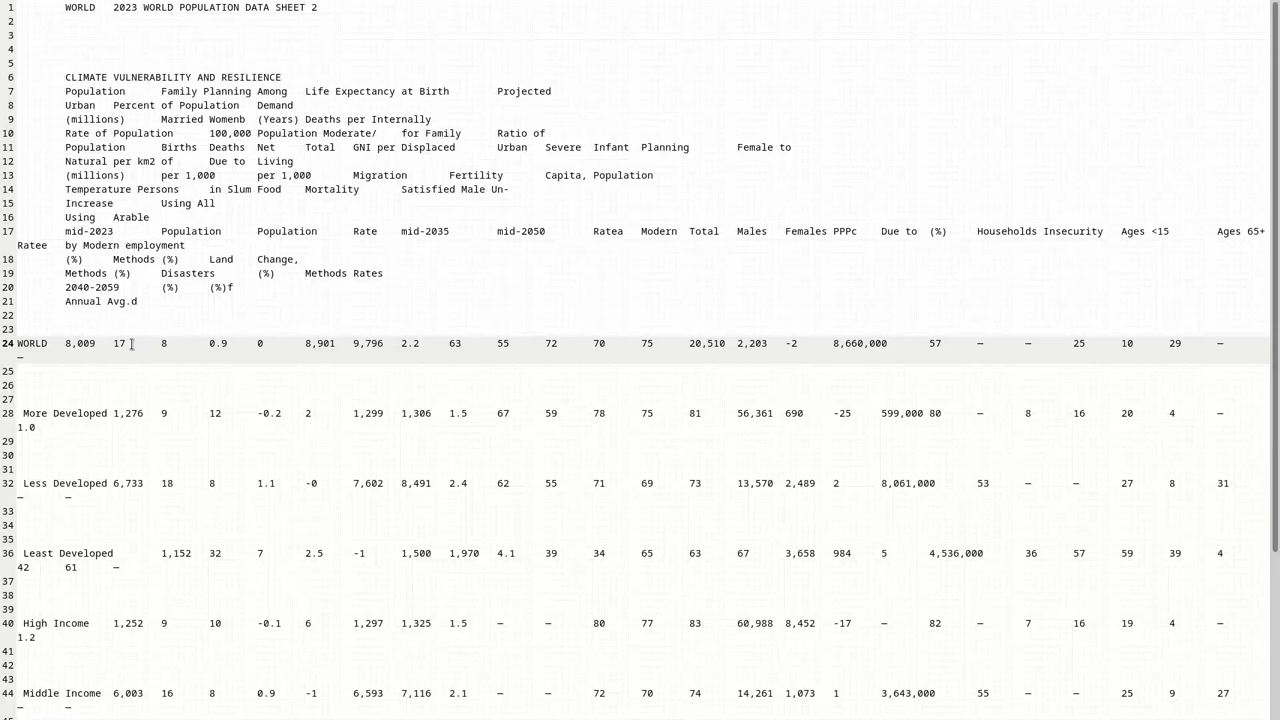 1 WORLD 2023 WORLD POPULATION DATA SHEET 2
2
3
4
5
6 CLIMATE VULNERABILITY AND RESILIENCE
7 Population Family Planning Among Life Expectancy at Birth Projected
8 Urban Percent of Population Demand
9 (millions) Married Womenb (Years) Deaths per Internally
10 Rate of Population 100,000 Population Moderate/ for Family Ratio of
11 Population Births Deaths Net Total GNI per Displaced Urban Severe Infant Planning Female to
12 Natural per km2 of Due to Living
13 (millions) per 1,000 per 1,000 Migration Fertility Capita, Population
14 Temperature Persons in Slum Food Mortality Satisfied Male Un-
15 Increase Using All
16 Using Arable
17 mid-2023 Population Population Rate mid-2035 mid-2050 Ratea Modern Total Males Females PPPc Due to (%) Households Insecurity Ages <15 Ages 65+
Ratee by Modern employment
18 (%) Methods (%) Land Change,
19 Methods (%) Disasters (%) Methods Rates
20 2040-2059 (%) (%)f
21 Annual Avg.d
22
23
24 WORLD 8,009 17 8 0.9 0 8,901 9,796 2.2 63 55 72 70 75 20,510 2,203 -2 8,660,000 57 — — 25 10 29 —
—
25
26
27
28 More Developed 1,276 9 12 -0.2 2 1,299 1,306 1.5 67 59 78 75 81 56,361 690 -25 599,000 80 — 8 16 20 4 —
1.0
29
30
31
32 Less Developed 6,733 18 8 1.1 -0 7,602 8,491 2.4 62 55 71 69 73 13,570 2,489 2 8,061,000 53 — — 27 8 31
— —
33
34
35
36 Least Developed 1,152 32 7 2.5 -1 1,500 1,970 4.1 39 34 65 63 67 3,658 984 5 4,536,000 36 57 59 39 4
42 61 —
37
38
39
40 High Income 1,252 9 10 -0.1 6 1,297 1,325 1.5 — — 80 77 83 60,988 8,452 -17 — 82 — 7 16 19 4 —
1.2
41
42
43
44 Middle Income 6,003 16 8 0.9 -1 6,593 7,116 2.1 — — 72 70 74 14,261 1,073 1 3,643,000 55 — — 25 9 27
— —